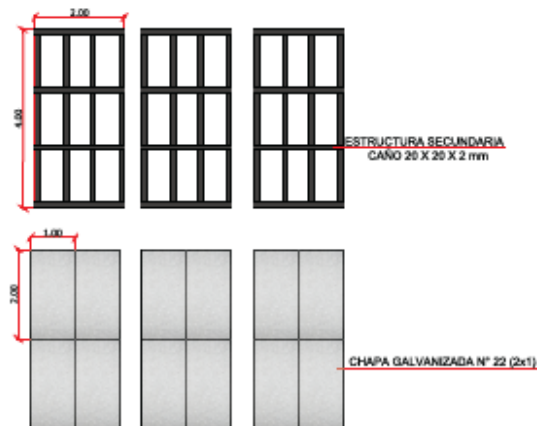 2.00
4.00
ESTRUCTURA SECUNDARIA
CAÑO 20 X 20 X 2 mm
1.00
2.00
CHAPA GALVANIZADA N° 22 (2x1)